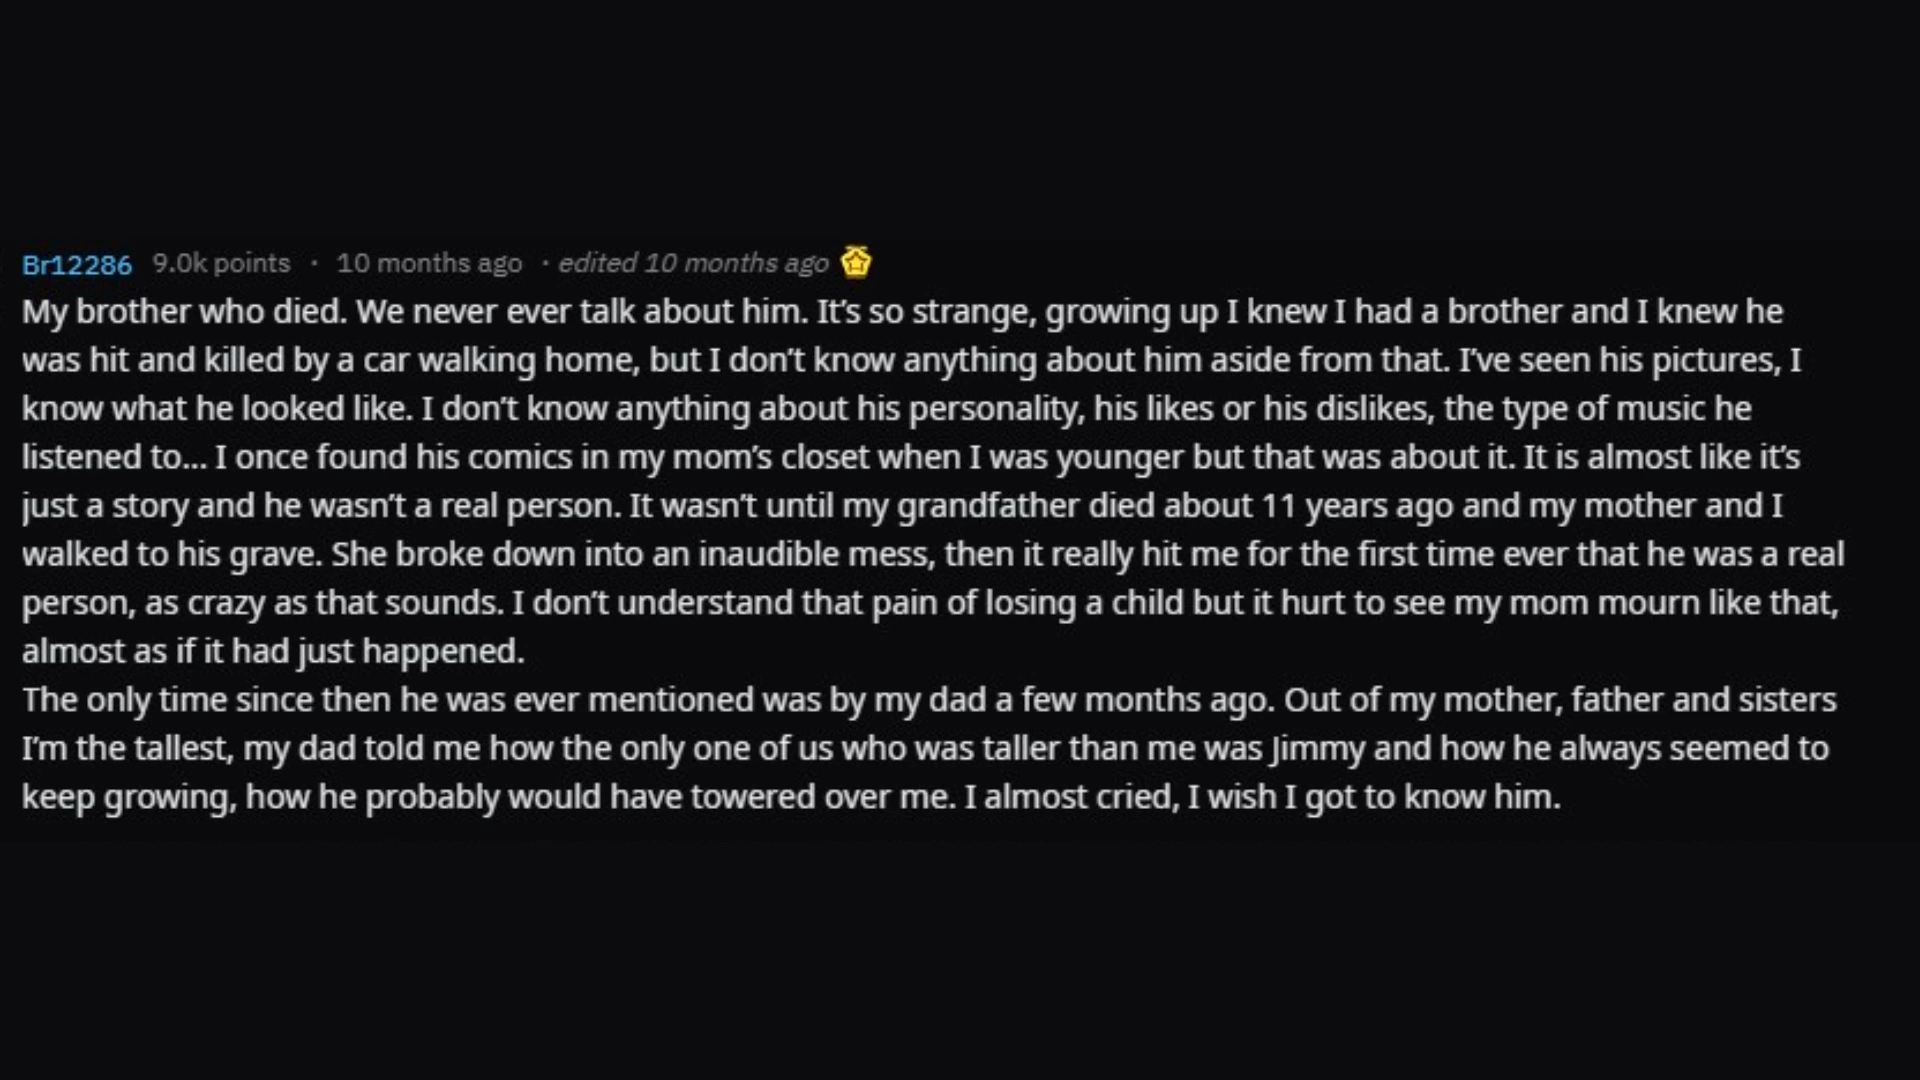 Br12286 9.0k points · 10 months ago · edited 10 months ago
My brother who died. We never ever talk about him. It’s so strange, growing up I knew I had a brother and I knew he
was hit and killed by a car walking home, but I don’t know anything about him aside from that. I’ve seen his pictures, I
know what he looked like. I don’t know anything about his personality, his likes or his dislikes, the type of music he
listened to... I once found his comics in my mom’s closet when I was younger but that was about it. It is almost like it’s
just a story and he wasn’t a real person. It wasn’t until my grandfather died about 11 years ago and my mother and I
walked to his grave. She broke down into an inaudible mess, then it really hit me for the first time ever that he was a real
person, as crazy as that sounds. I don’t understand that pain of losing a child but it hurt to see my mom mourn like that,
almost as if it had just happened.
The only time since then he was ever mentioned was by my dad a few months ago. Out of my mother, father and sisters
I’m the tallest, my dad told me how the only one of us who was taller than me was Jimmy and how he always seemed to
keep growing, how he probably would have towered over me. I almost cried, I wish I got to know him.